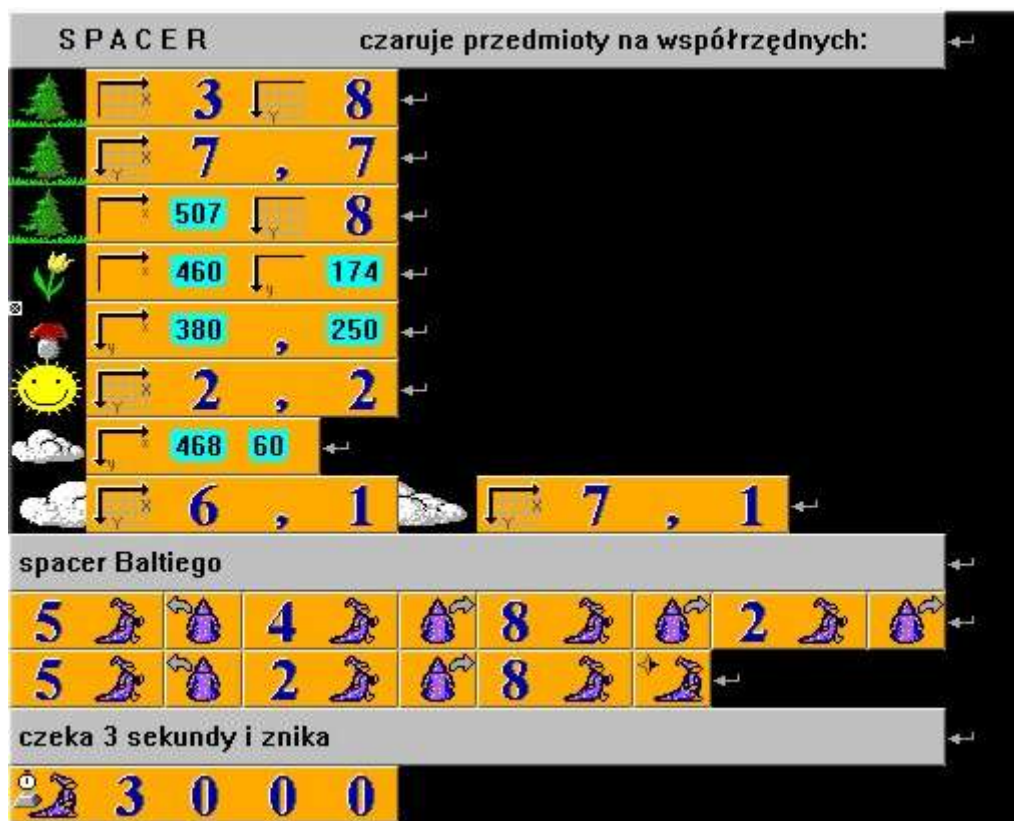 SPACER czaruje przedmioty na współrzędnych:
X 3 Y 8
X Y 7 , 7
x 507 Y 8
x 460 y 174
x y 380 , 250
X Y 2 , 2
x y 468 60
X Y 6 , 1 X Y 7 , 1
spacer Baltiego
5 4 8 2
5 2 8
czeka 3 sekundy i znika
3 0 0 0